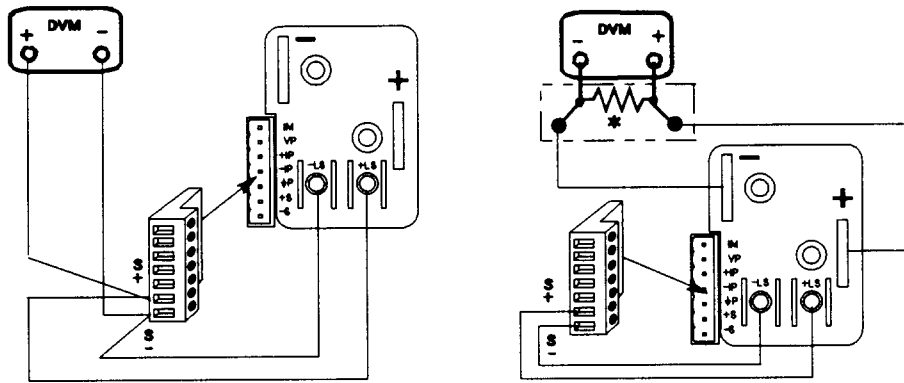 DVM
+ -
-
+
IM
VP
+IP
-IP
↓P
+S
-S
-LS
+LS
S +
S -
DVM
- +
*
-
+
IM
VP
+IP
-IP
↓P
+S
-S
-LS
+LS
S +
S -